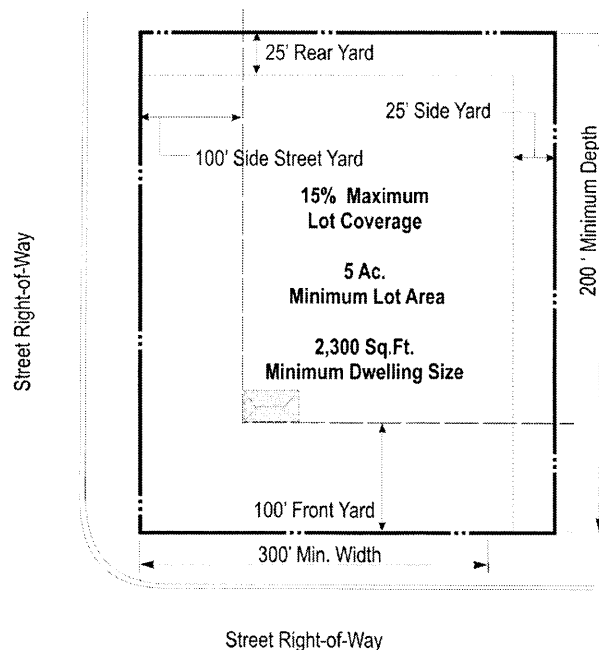 25' Rear Yard
25' Side Yard
100' Side Street Yard
15% Maximum
Lot Coverage
5 Ac.
Minimum Lot Area
2,300 Sq.Ft.
Minimum Dwelling Size
200 ' Minimum Depth
Street Right-of-Way
100' Front Yard
300' Min. Width
Street Right-of-Way